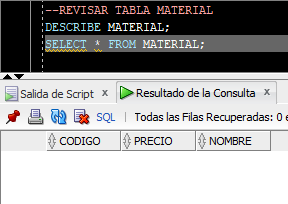 --REVISAR TABLA MATERIAL
DESCRIBE MATERIAL;
SELECT * FROM MATERIAL;
Salida de Script x Resultado de la Consulta x
SQL | Todas las Filas Recuperadas: 0 e
CODIGO PRECIO NOMBRE